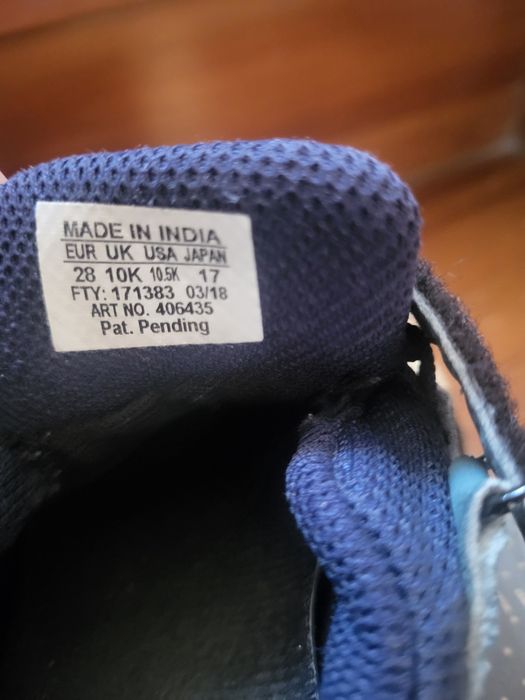 MADE IN INDIA
EUR UK USA JAPAN
28 10K 10.5K 17
FTY: 171383 03/18
ART NO. 406435
Pat. Pending